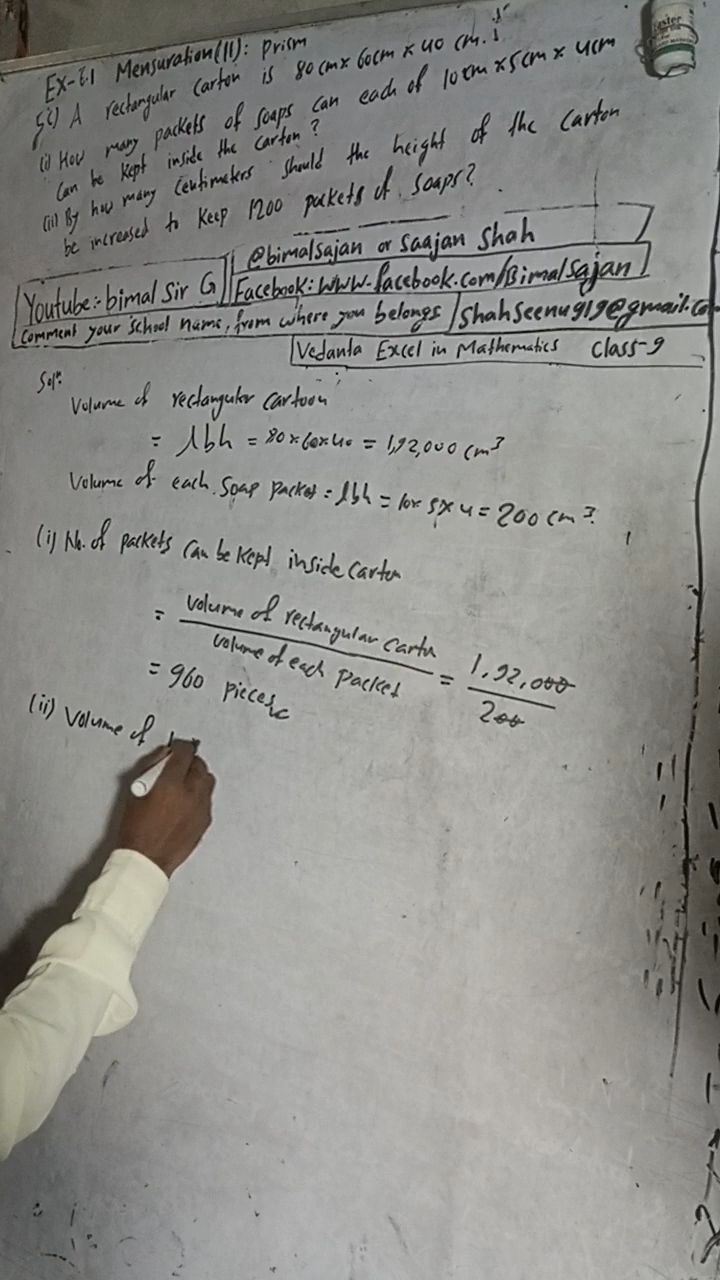 Ex-6.1 Mensuration(II): Prism
5c) A rectangular carton is 80 cm x 60cm x 40 cm.
(i) How many packets of soaps can each of 10cm x 5cm x 4cm
can be kept inside the carton?
(ii) By how many centimeters should the height of the carton
be increased to keep 1200 packets of soaps?
@bimalsajan or Saajan Shah
Youtube:- bimal Sir G
Facebook: www.facebook.com/Bimalsajan
Comment your school name, from where you belongs
shahseenu919@gmail.co
Vedanta Excel in Mathematics Class-9
Solⁿ:
Volume of rectangular cartoon
= lbh = 80 x 60 x 40 = 1,92,000 cm³
Volume of each soap packet = lbh = 10 x 5 x 4 = 200 cm³
(i) No. of packets can be kept inside carton
= volume of rectangular carton / volume of each packet = 1,92,000 / 200
= 960 pieces
(ii) Volume of